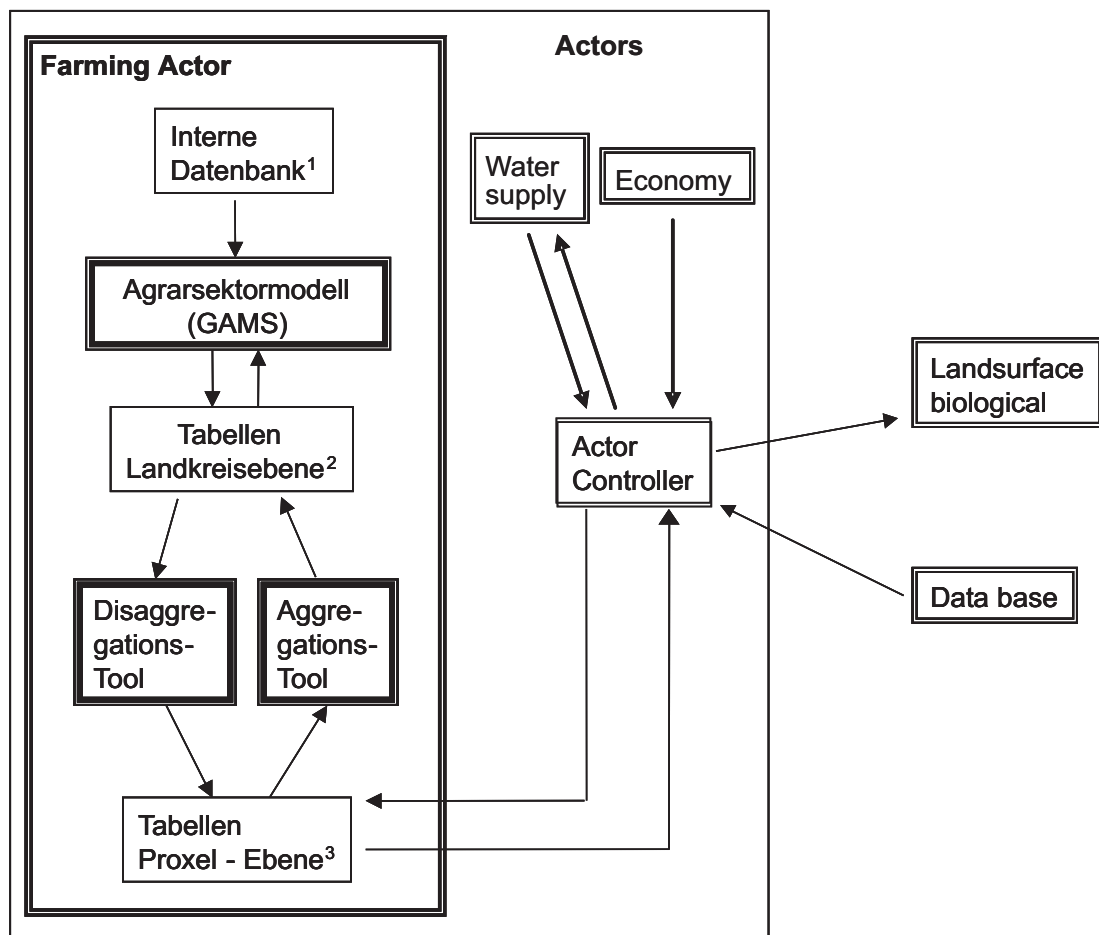 Actors
Farming Actor
Interne
Datenbank¹
Agrarsektormodell
(GAMS)
Tabellen
Landkreisebene²
Disaggre-
gations-
Tool
Aggre-
gations-
Tool
Tabellen
Proxel - Ebene³
Water
supply
Economy
Actor
Controller
Landsurface
biological
Data base